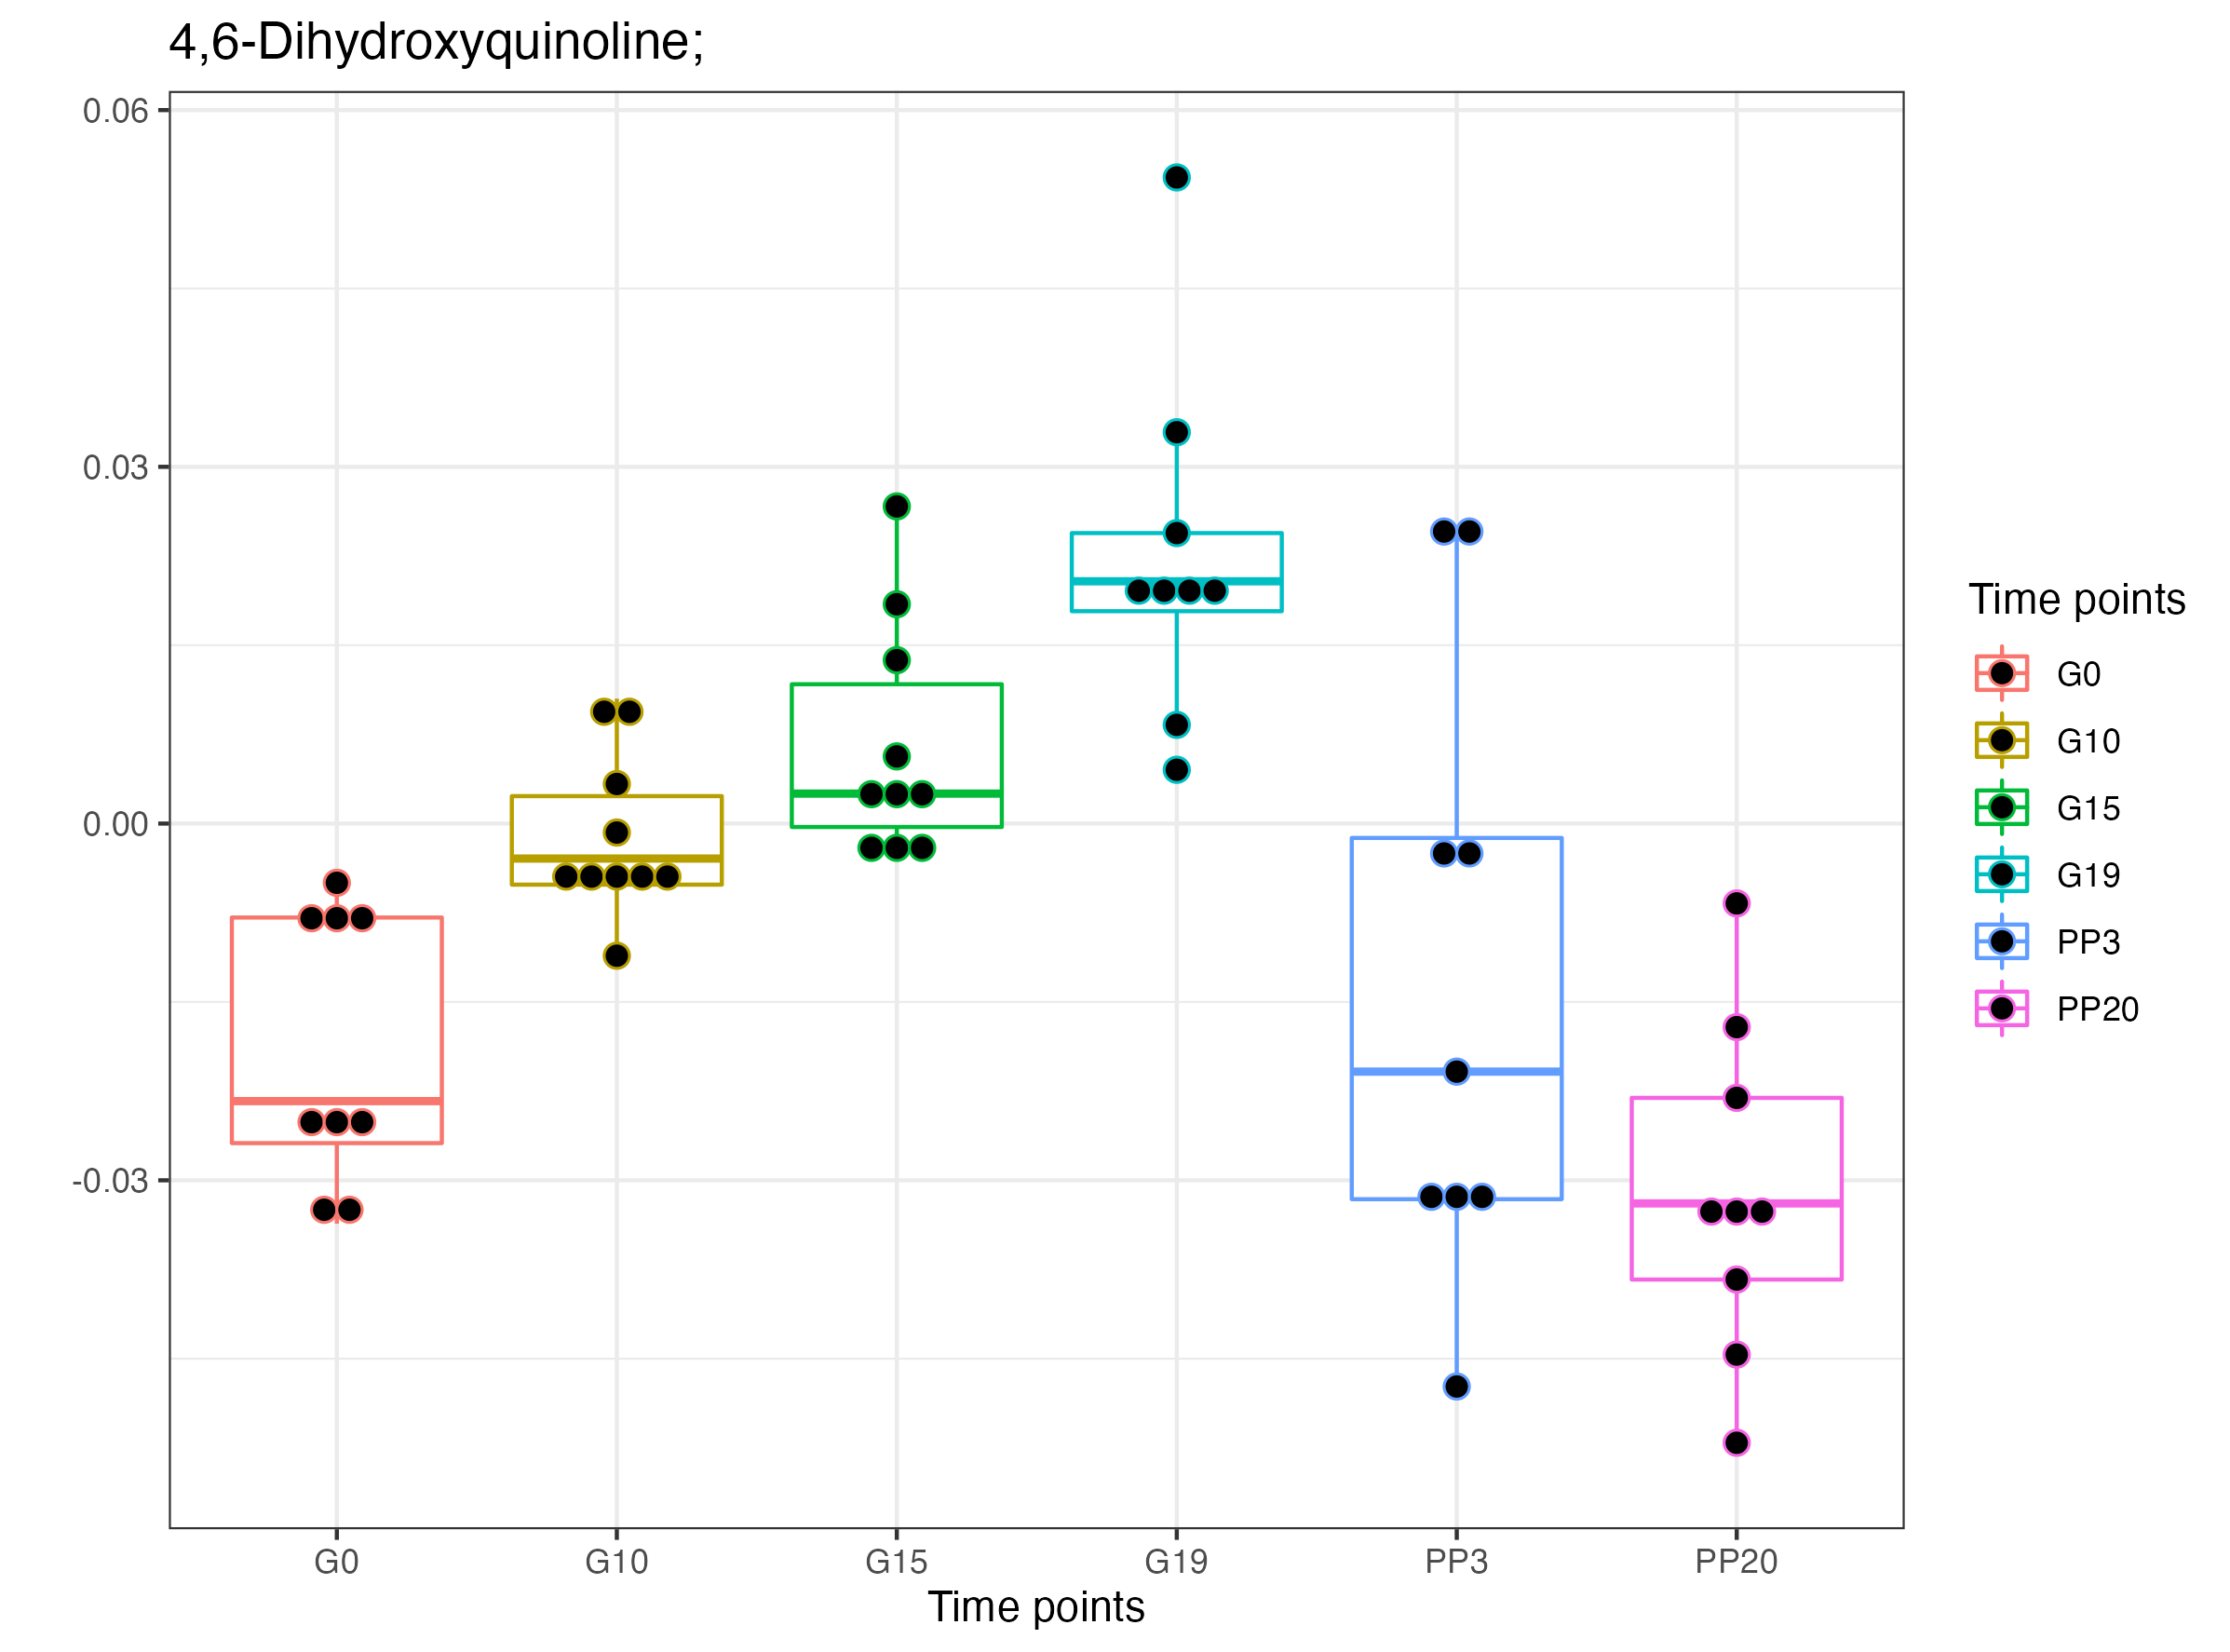 4,6-Dihydroxyquinoline;
0.06
0.03
0.00
-0.03
G0 G10 G15 G19 PP3 PP20
Time points
Time points
G0
G10
G15
G19
PP3
PP20